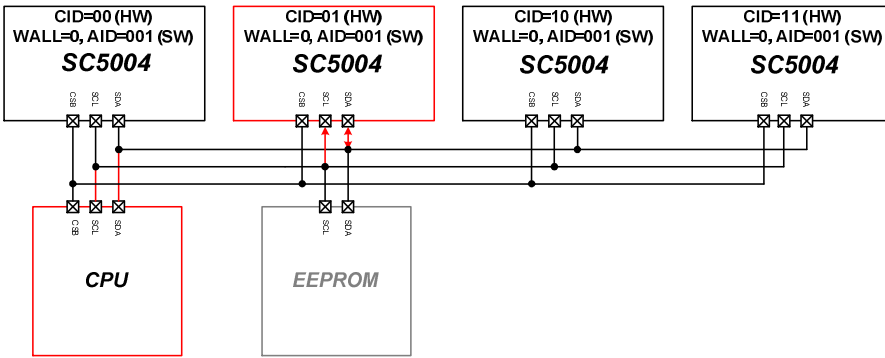 CID=00 (HW)
WALL=0, AID=001 (SW)
SC5004
CSB
SCL
SDA
CID=01 (HW)
WALL=0, AID=001 (SW)
SC5004
CSB
SCL
SDA
CID=10 (HW)
WALL=0, AID=001 (SW)
SC5004
CSB
SCL
SDA
CID=11 (HW)
WALL=0, AID=001 (SW)
SC5004
CSB
SCL
SDA
CSB
SCL
SDA
CPU
SCL
SDA
EEPROM